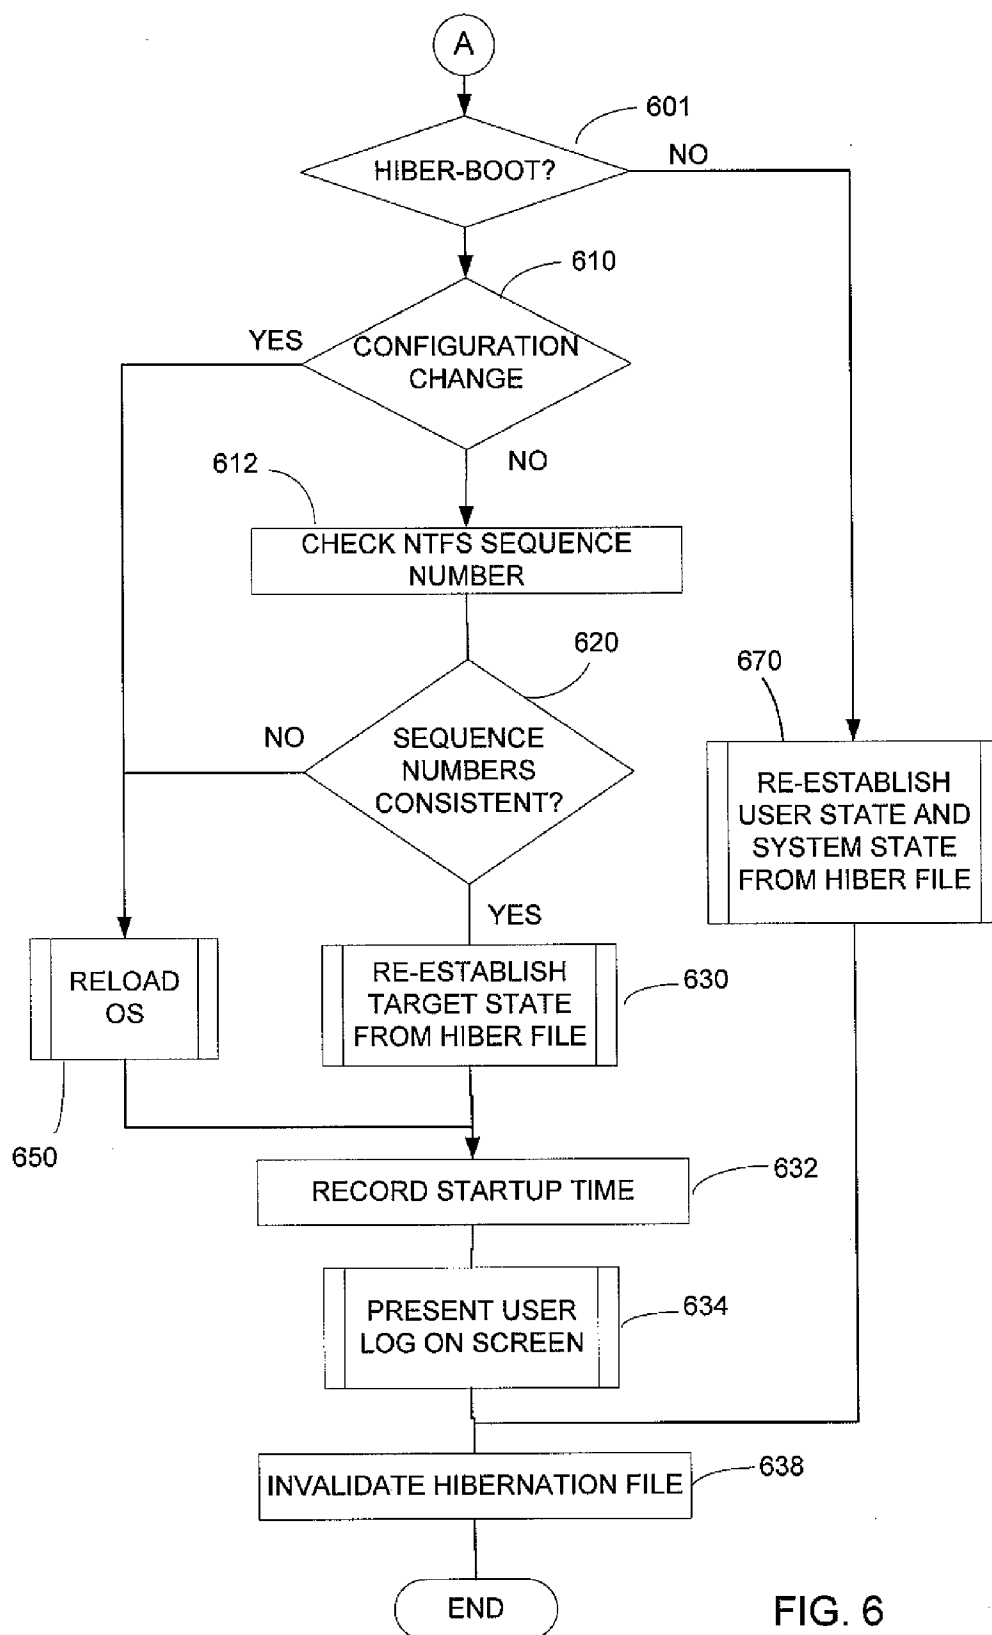 A
601
HIBER-BOOT?
NO
610
YES
CONFIGURATION
CHANGE
NO
612
CHECK NTFS SEQUENCE
NUMBER
620
670
NO
SEQUENCE
NUMBERS
CONSISTENT?
RE-ESTABLISH
USER STATE AND
SYSTEM STATE
FROM HIBER FILE
YES
RELOAD
OS
RE-ESTABLISH
TARGET STATE
FROM HIBER FILE
630
650
RECORD STARTUP TIME
632
PRESENT USER
LOG ON SCREEN
634
INVALIDATE HIBERNATION FILE
638
END
FIG. 6